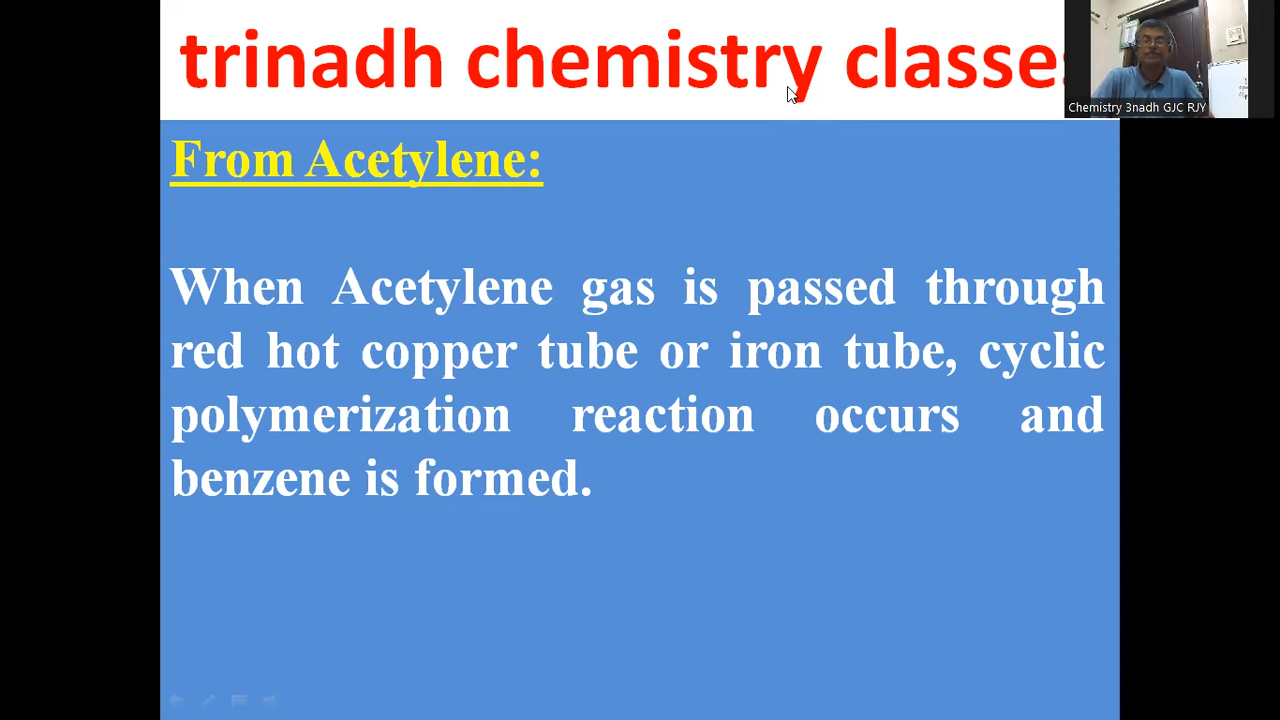 trinadh chemistry classes
Chemistry 3nadh GJC RJY
From Acetylene:
When Acetylene gas is passed through
red hot copper tube or iron tube, cyclic
polymerization reaction occurs and
benzene is formed.